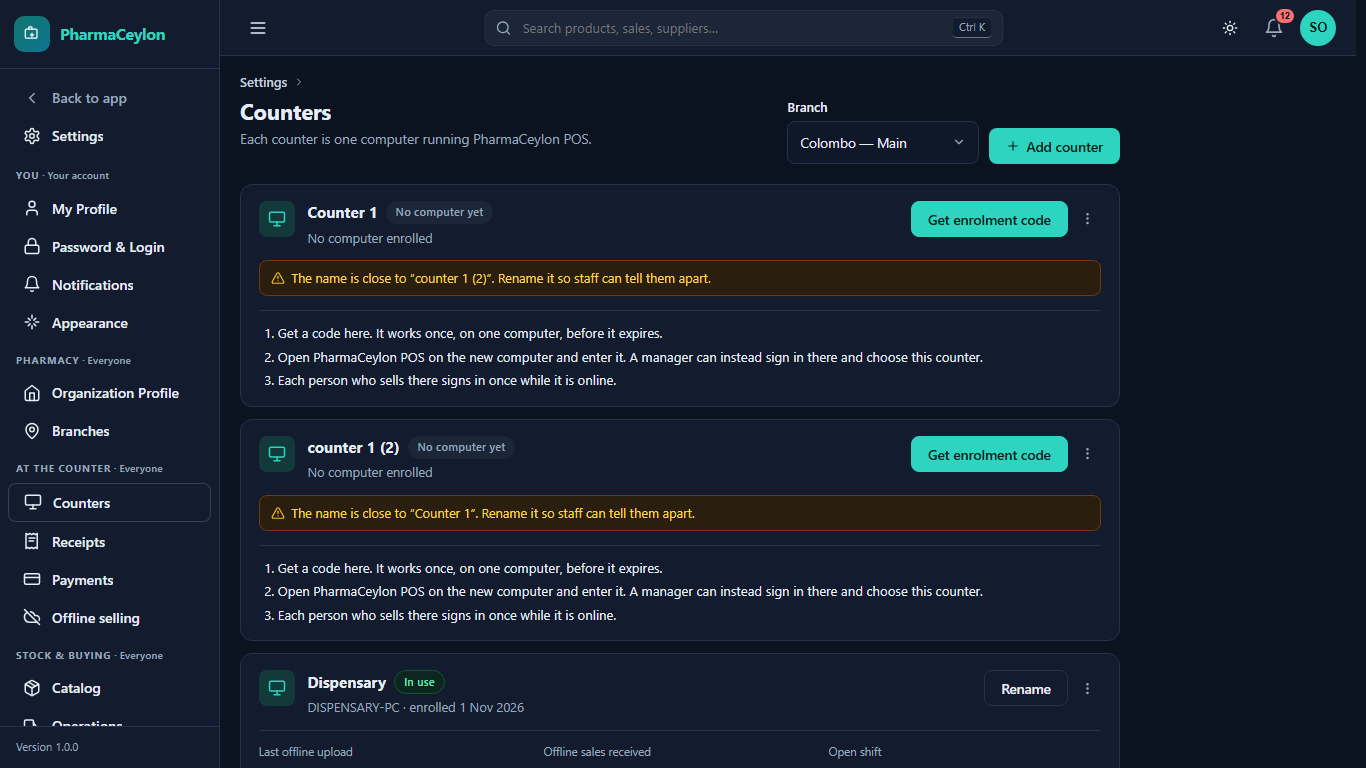 PharmaCeylon
Search products, sales, suppliers...
Ctrl K
12
SO
Back to app
Settings
YOU · Your account
My Profile
Password & Login
Notifications
Appearance
PHARMACY · Everyone
Organization Profile
Branches
AT THE COUNTER · Everyone
Counters
Receipts
Payments
Offline selling
STOCK & BUYING · Everyone
Catalog
Operations
Version 1.0.0
Settings
Counters
Each counter is one computer running PharmaCeylon POS.
Branch
Colombo — Main
+ Add counter
Counter 1
No computer yet
No computer enrolled
Get enrolment code
The name is close to “counter 1 (2)”. Rename it so staff can tell them apart.
1. Get a code here. It works once, on one computer, before it expires.
2. Open PharmaCeylon POS on the new computer and enter it. A manager can instead sign in there and choose this counter.
3. Each person who sells there signs in once while it is online.
counter 1 (2)
No computer yet
No computer enrolled
Get enrolment code
The name is close to “Counter 1”. Rename it so staff can tell them apart.
1. Get a code here. It works once, on one computer, before it expires.
2. Open PharmaCeylon POS on the new computer and enter it. A manager can instead sign in there and choose this counter.
3. Each person who sells there signs in once while it is online.
Dispensary
In use
DISPENSARY-PC · enrolled 1 Nov 2026
Rename
Last offline upload
Offline sales received
Open shift